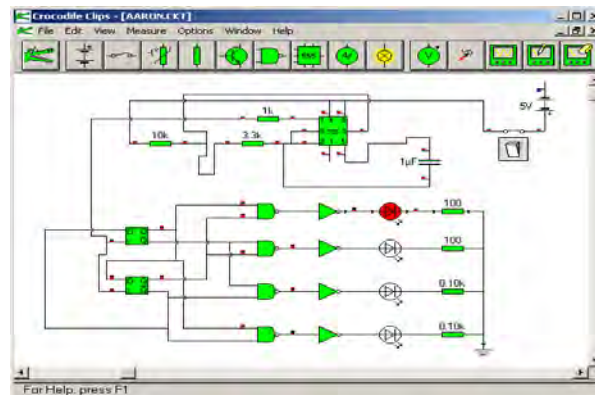 Crocodile Clips - [AARON.CKT]
File Edit View Measure Options Window Help
555
V
5V
1k
10k
3.3k
1µF
100
100
0.10k
0.10k
For Help, press F1